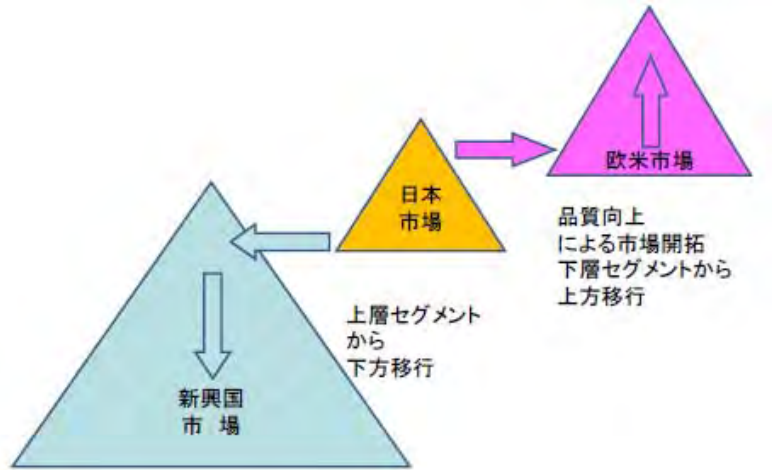 欧米市場
日本
市場
品質向上
による市場開拓
下層セグメントから
上方移行
上層セグメント
から
下方移行
新興国
市 場